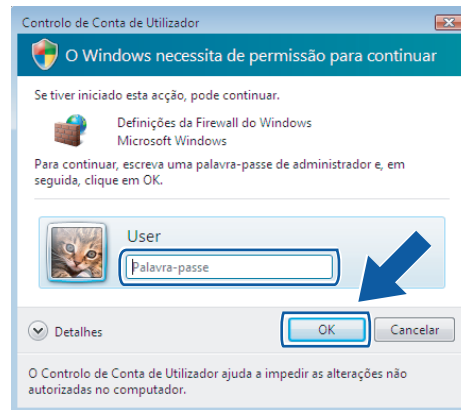 Controlo de Conta de Utilizador
O Windows necessita de permissão para continuar
Se tiver iniciado esta acção, pode continuar.
Definições da Firewall do Windows
Microsoft Windows
Para continuar, escreva uma palavra-passe de administrador e, em
seguida, clique em OK.
User
Palavra-passe
Detalhes
OK
Cancelar
O Controlo de Conta de Utilizador ajuda a impedir as alterações não
autorizadas no computador.